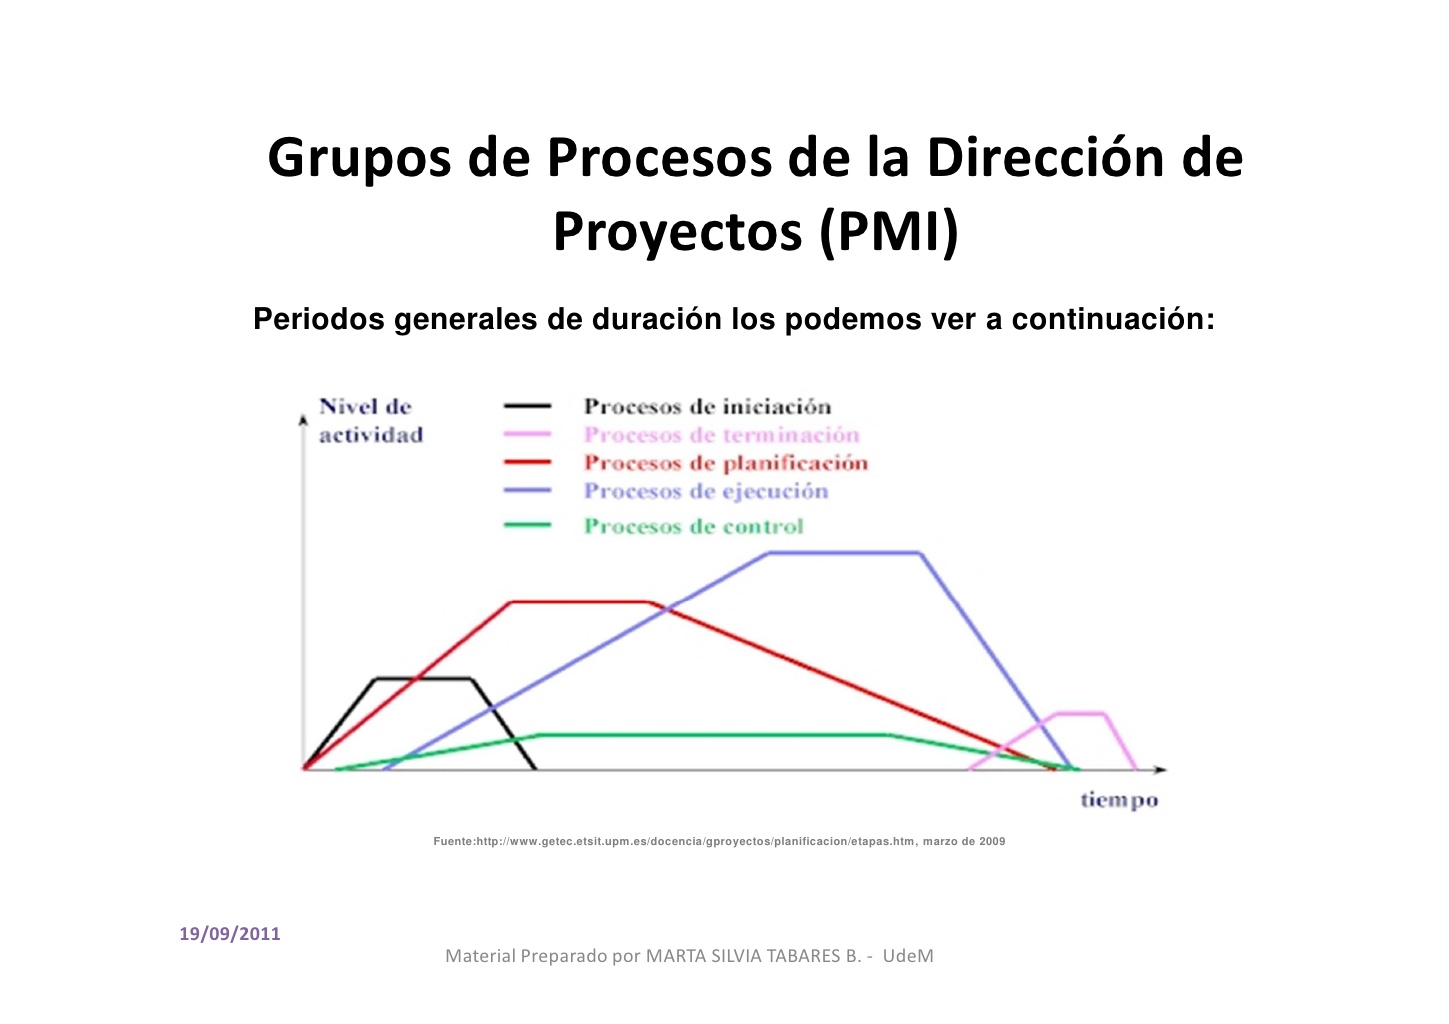 Grupos de Procesos de la Dirección de
Proyectos (PMI)
Periodos generales de duración los podemos ver a continuación:
Nivel de
actividad
Procesos de iniciación
Procesos de terminación
Procesos de planificación
Procesos de ejecución
Procesos de control
tiempo
Fuente:http://www.getec.etsit.upm.es/docencia/gproyectos/planificacion/etapas.htm, marzo de 2009
19/09/2011
Material Preparado por MARTA SILVIA TABARES B. - UdeM